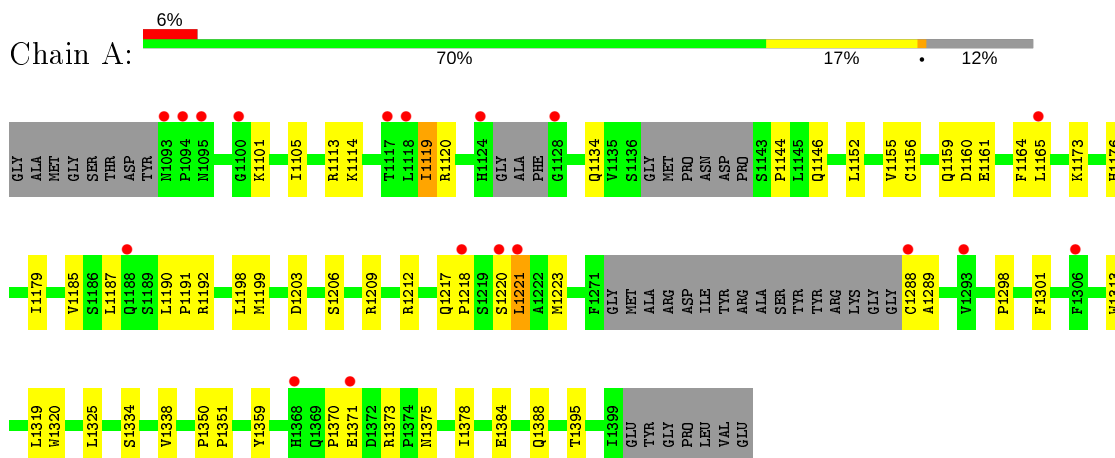 6%
Chain A:
70% 17% • 12%
GLY ALA MET GLY SER THR ASP TYR N1093 P1094 N1095 G1100 K1101 I1105 R1113 K1114 T1117 L1118 I1119 R1120 H1124 GLY ALA PHE G1128 Q1134 V1135 S1136 GLY MET PRO ASN ASP PRO S1143 P1144 L1145 Q1146 L1152 V1155 C1156 Q1159 D1160 E1161 F1164 L1165 K1173 H1176
I1179 V1185 S1186 L1187 Q1188 S1189 L1190 P1191 R1192 L1198 M1199 D1203 S1206 R1209 R1212 Q1217 P1218 S1219 S1220 L1221 A1222 M1223 F1271 GLY MET ALA ARG ASP ILE TYR ARG ALA SER TYR TYR ARG LYS GLY GLY C1288 A1289 V1293 P1298 F1301 F1306 W1313
L1319 W1320 L1325 S1334 V1338 P1350 P1351 Y1359 H1368 Q1369 P1370 E1371 D1372 R1373 P1374 N1375 I1378 E1384 Q1388 T1395 I1399 GLU TYR GLY PRO LEU VAL GLU